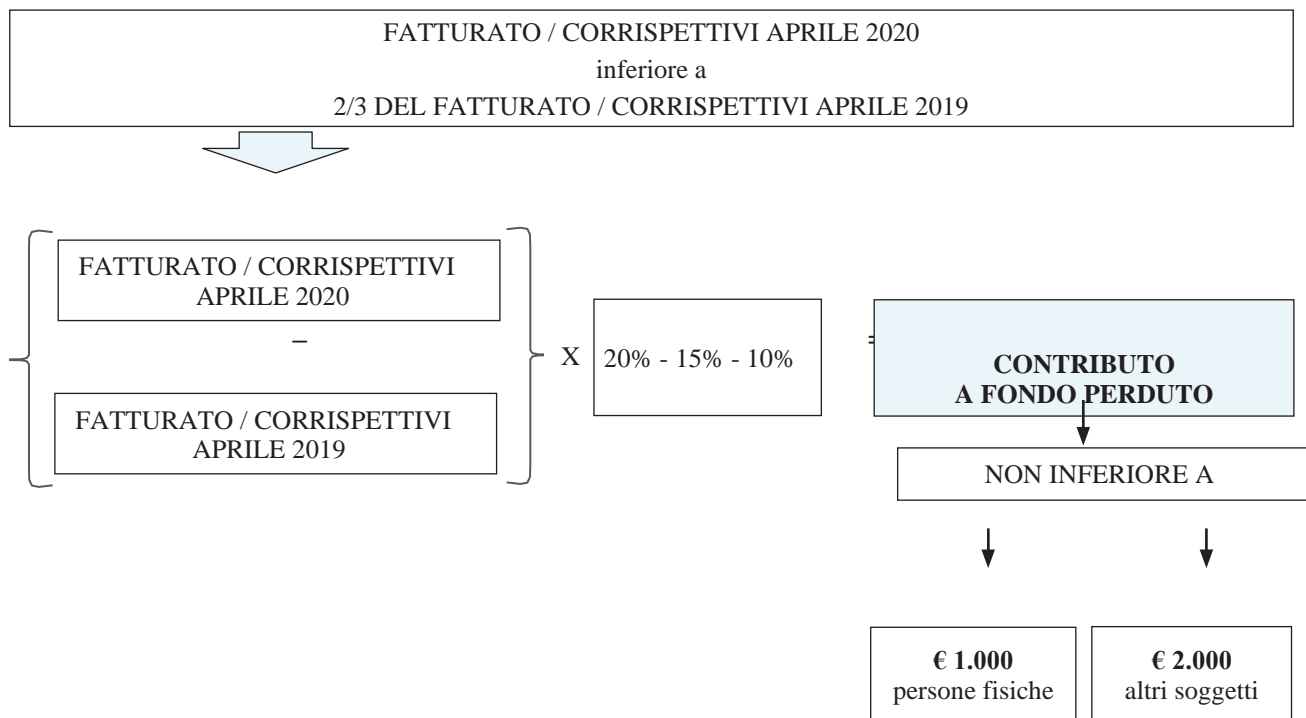 FATTURATO / CORRISPETTIVI APRILE 2020
inferiore a
2/3 DEL FATTURATO / CORRISPETTIVI APRILE 2019
FATTURATO / CORRISPETTIVI
APRILE 2020
–
FATTURATO / CORRISPETTIVI
APRILE 2019
X
20% - 15% - 10%
=
CONTRIBUTO
A FONDO PERDUTO
NON INFERIORE A
€ 1.000
persone fisiche
€ 2.000
altri soggetti